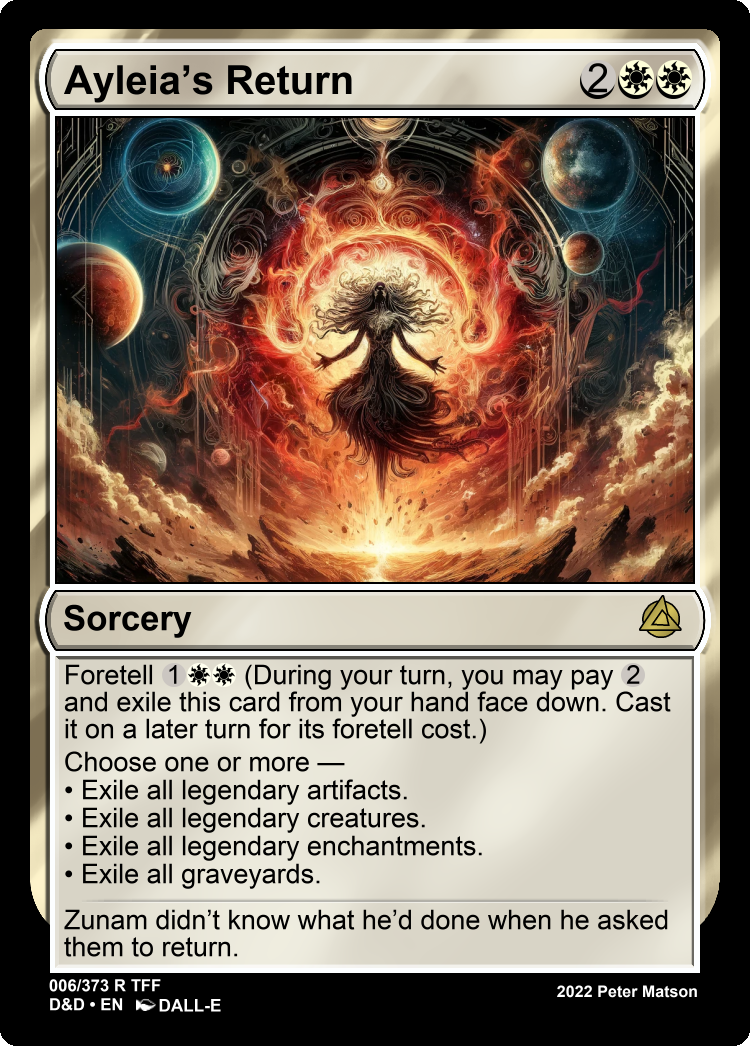 Ayleia’s Return 2
Sorcery
Foretell 1 (During your turn, you may pay 2
and exile this card from your hand face down. Cast
it on a later turn for its foretell cost.)
Choose one or more —
• Exile all legendary artifacts.
• Exile all legendary creatures.
• Exile all legendary enchantments.
• Exile all graveyards.
Zunam didn’t know what he’d done when he asked
them to return.
006/373 R TFF
D&D • EN DALL-E
2022 Peter Matson